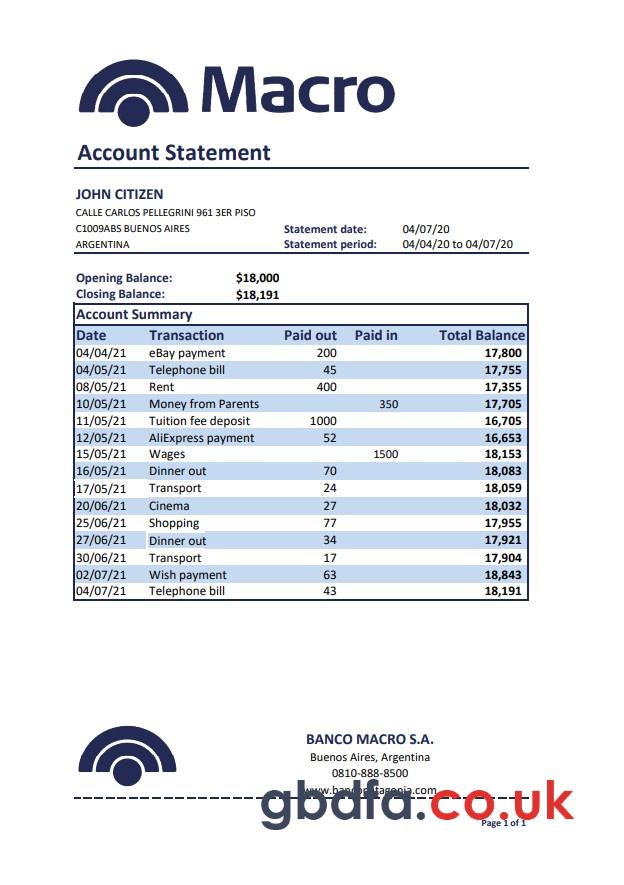 Macro
Account Statement
JOHN CITIZEN
CALLE CARLOS PELLEGRINI 961 3ER PISO
C1009ABS BUENOS AIRES Statement date: 04/07/20
ARGENTINA Statement period: 04/04/20 to 04/07/20
Opening Balance: $18,000
Closing Balance: $18,191
Account Summary
Date Transaction Paid out Paid in Total Balance
04/04/21 eBay payment 200 17,800
04/05/21 Telephone bill 45 17,755
08/05/21 Rent 400 17,355
10/05/21 Money from Parents 350 17,705
11/05/21 Tuition fee deposit 1000 16,705
12/05/21 AliExpress payment 52 16,653
15/05/21 Wages 1500 18,153
16/05/21 Dinner out 70 18,083
17/05/21 Transport 24 18,059
20/06/21 Cinema 27 18,032
25/06/21 Shopping 77 17,955
27/06/21 Dinner out 34 17,921
30/06/21 Transport 17 17,904
02/07/21 Wish payment 63 18,843
04/07/21 Telephone bill 43 18,191
BANCO MACRO S.A.
Buenos Aires, Argentina
0810-888-8500
gbdfa.co.uk
Page 1 of 1